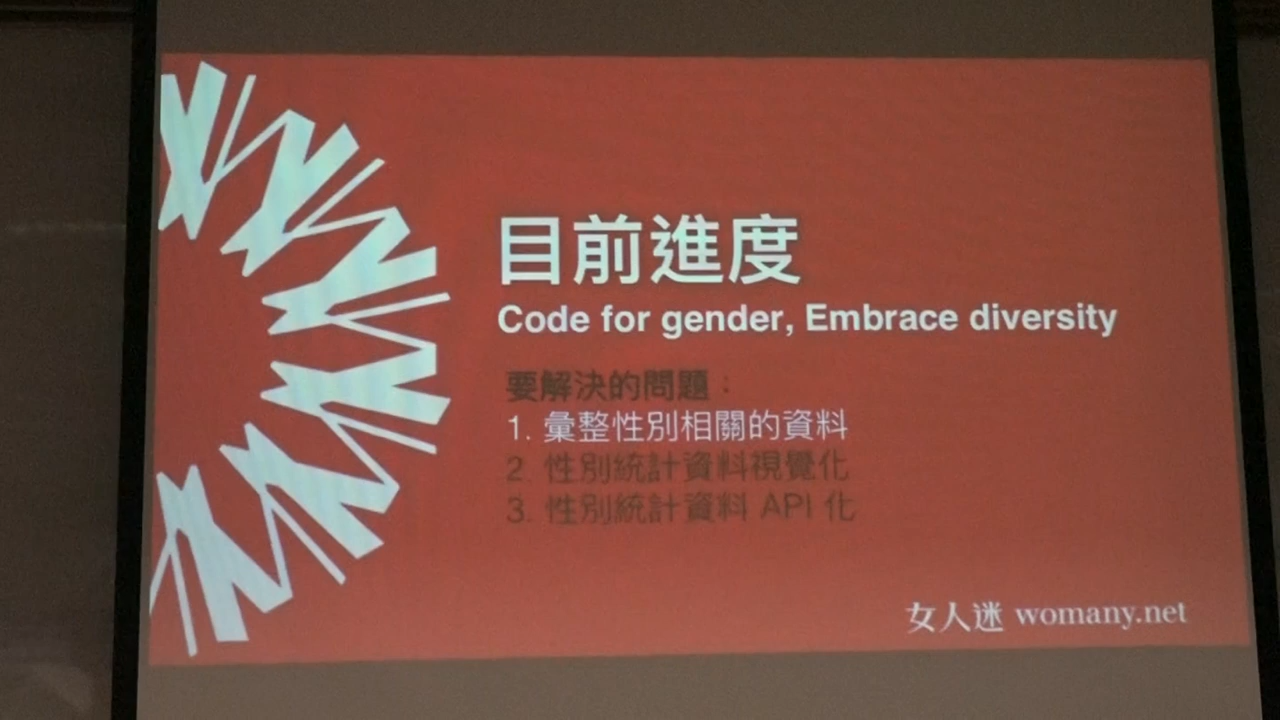 目前進度
Code for gender, Embrace diversity
要解決的問題：
1. 彙整性別相關的資料
2. 性別統計資料視覺化
3. 性別統計資料 API 化
女人迷 womany.net